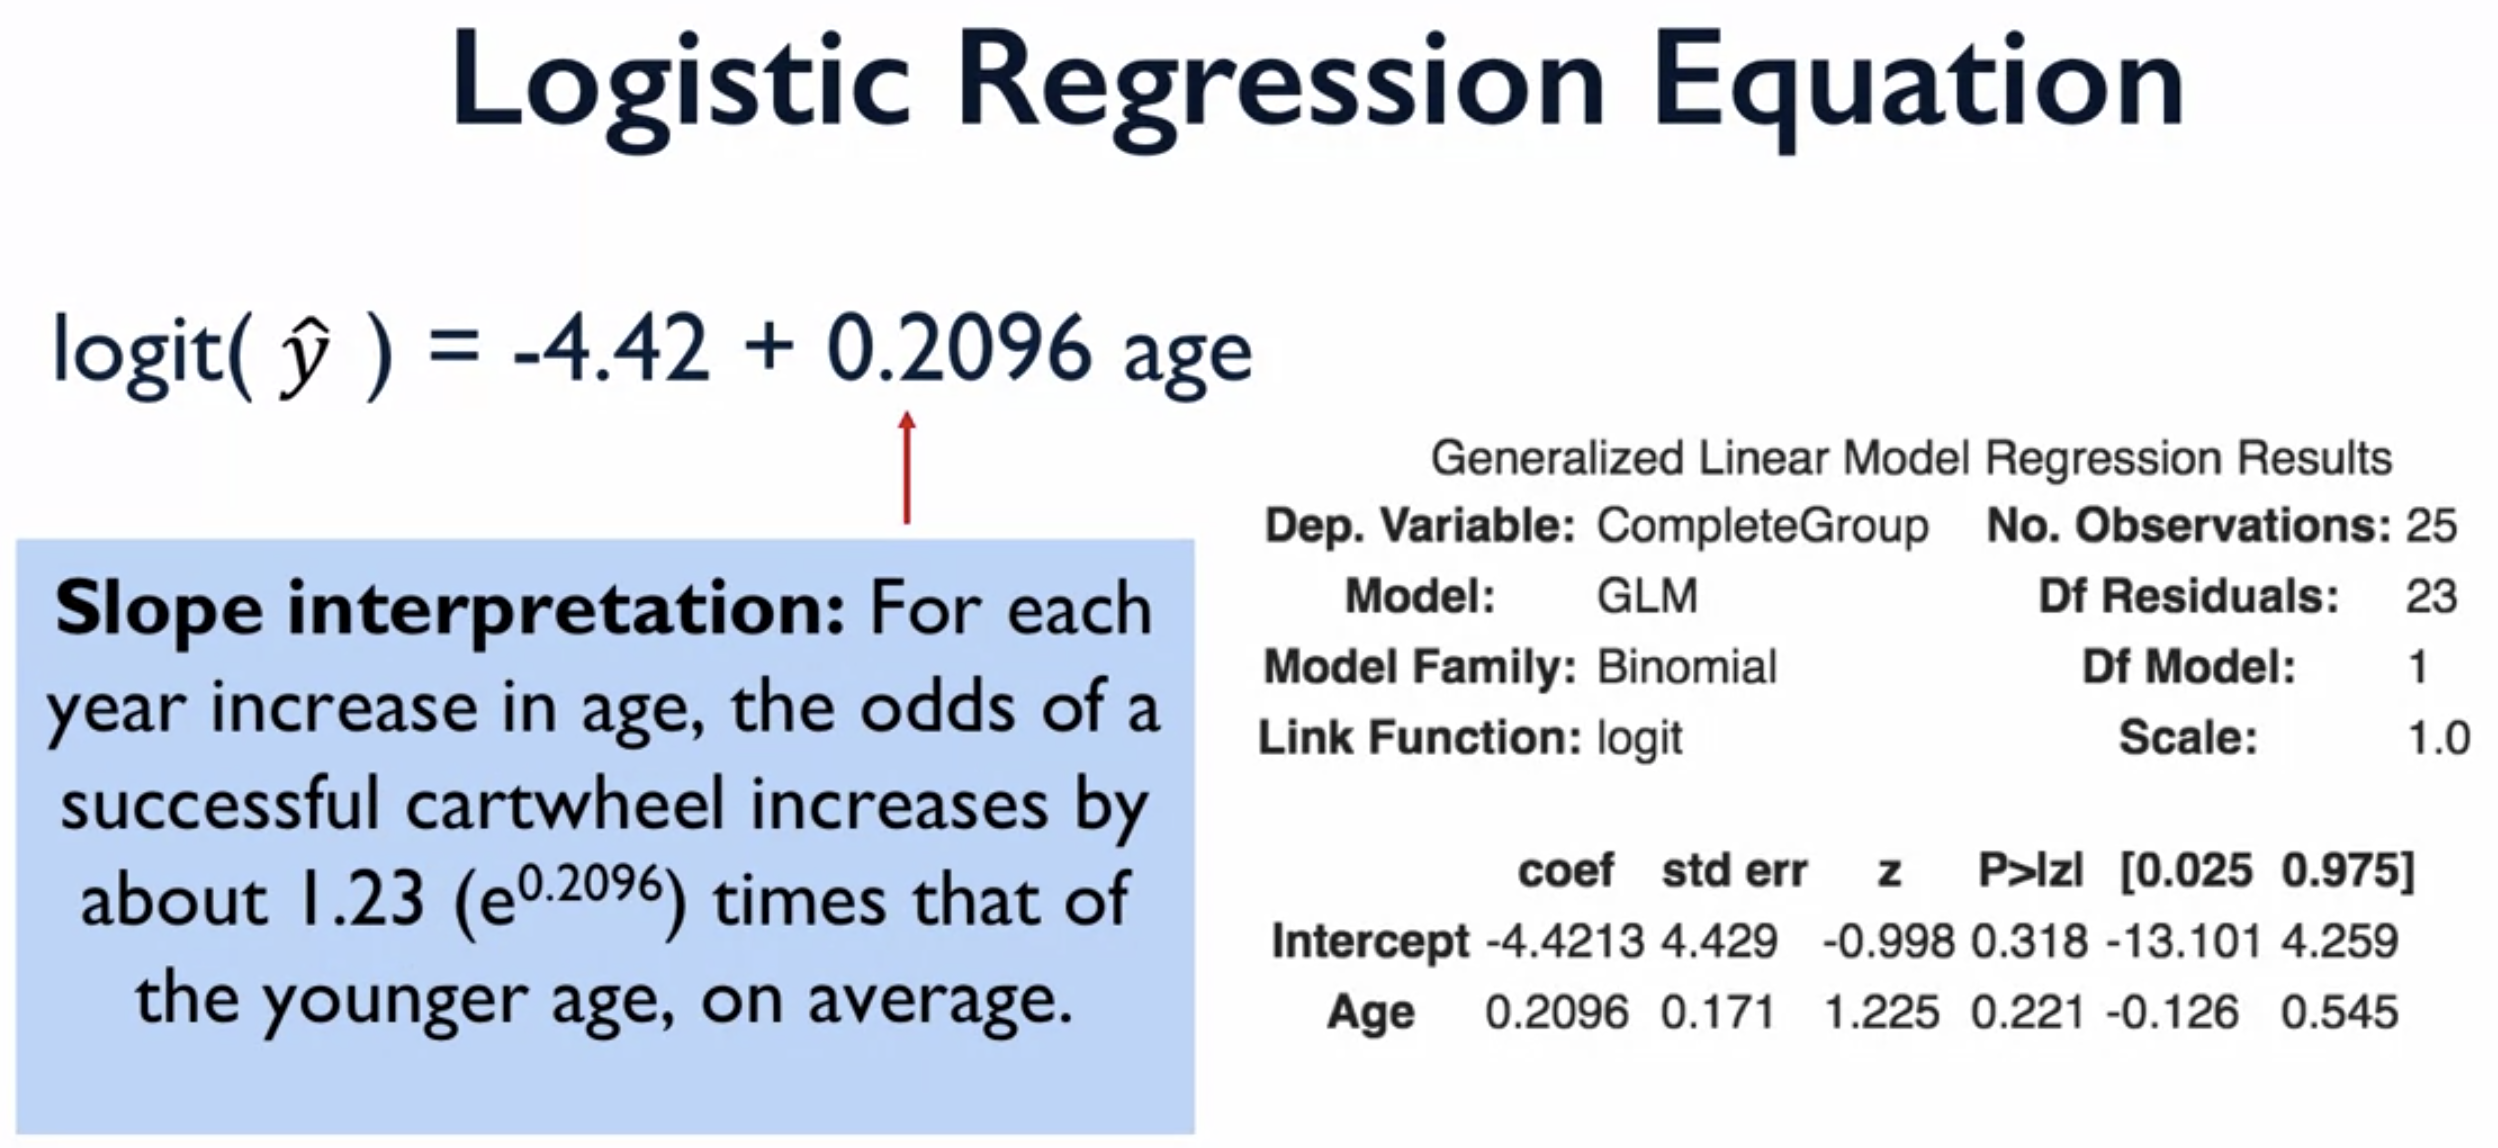 Logistic Regression Equation
logit( ŷ ) = -4.42 + 0.2096 age
Slope interpretation: For each
year increase in age, the odds of a
successful cartwheel increases by
about 1.23 (e^0.2096) times that of
the younger age, on average.
Generalized Linear Model Regression Results
Dep. Variable: CompleteGroup No. Observations: 25
Model: GLM Df Residuals: 23
Model Family: Binomial Df Model: 1
Link Function: logit Scale: 1.0
coef std err z P>|z| [0.025 0.975]
Intercept -4.4213 4.429 -0.998 0.318 -13.101 4.259
Age 0.2096 0.171 1.225 0.221 -0.126 0.545